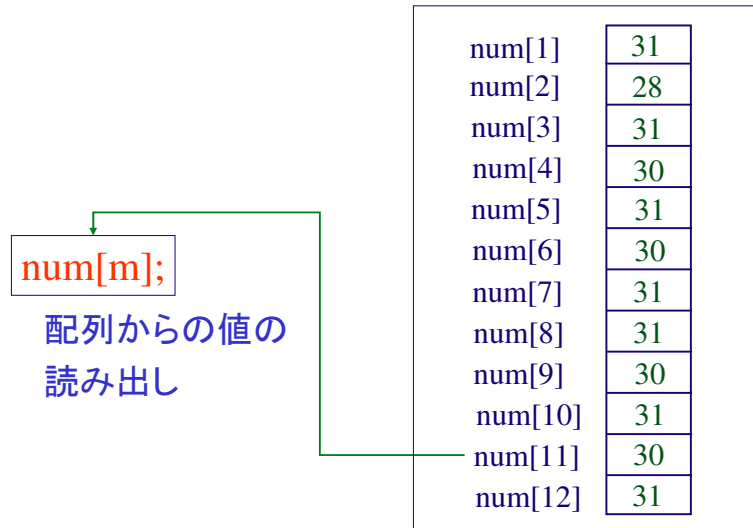 num[m];
配列からの値の
読み出し
num[1] 31
num[2] 28
num[3] 31
num[4] 30
num[5] 31
num[6] 30
num[7] 31
num[8] 31
num[9] 30
num[10] 31
num[11] 30
num[12] 31